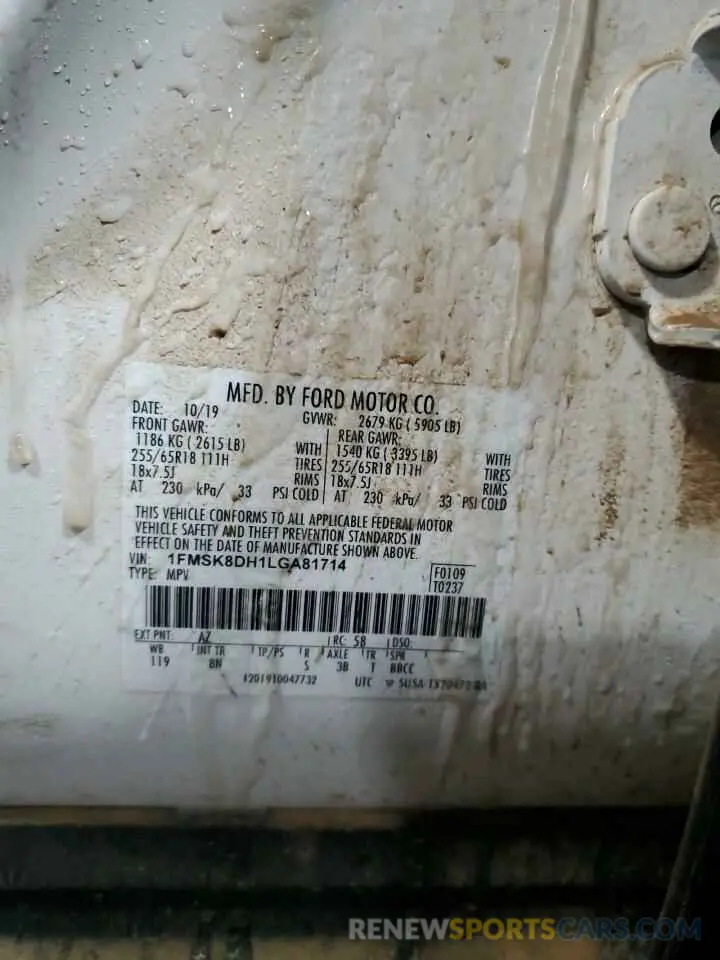 MFD. BY FORD MOTOR CO.
DATE: 10/19 GVWR: 2679 KG ( 5905 LB)
FRONT GAWR: REAR GAWR:
1186 KG ( 2615 LB) WITH 1540 KG ( 3395 LB) WITH
255/65R18 111H TIRES 255/65R18 111H TIRES
18x7.5J RIMS 18x7.5J RIMS
AT 230 kPa/ 33 PSI COLD AT 230 kPa/ 33 PSI COLD
THIS VEHICLE CONFORMS TO ALL APPLICABLE FEDERAL MOTOR
VEHICLE SAFETY AND THEFT PREVENTION STANDARDS IN
EFFECT ON THE DATE OF MANUFACTURE SHOWN ABOVE.
VIN: 1FMSK8DH1LGA81714
TYPE: MPV
F0109
T0237
EXT PNT: AZ RC: 58 DSO:
WB INT TR TP/PS R AXLE TR SPR
119 8N S 3B T BBCC
1201910047732 UTC
RENEWSPORTSCARS.COM